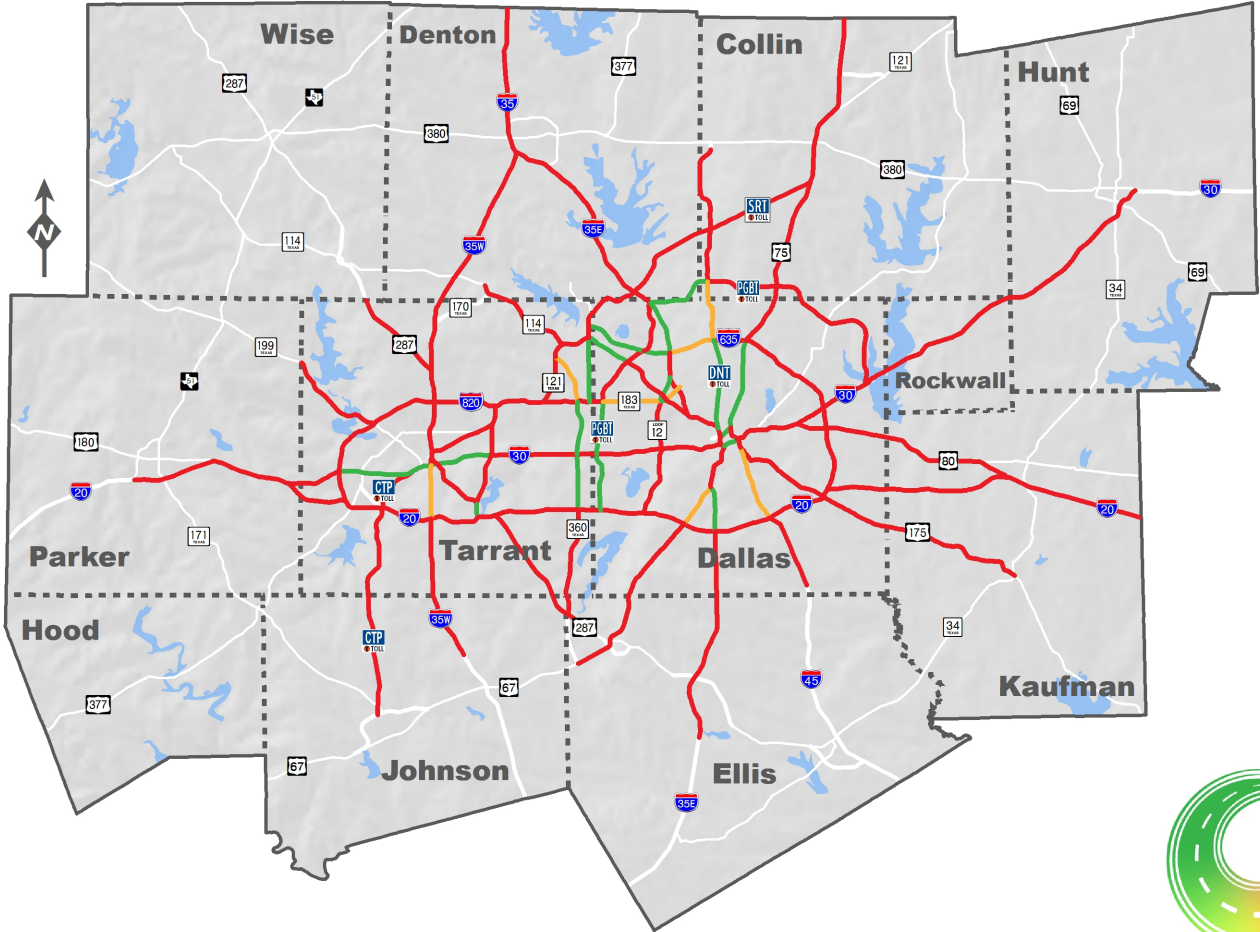 Wise
Denton
Collin
Hunt
287
51
377
121
TEXAS
69
35
380
380
30
SRT
TOLL
114
TEXAS
35W
35E
75
69
34
TEXAS
PGBT
TOLL
170
TEXAS
114
TEXAS
199
287
635
51
121
TEXAS
DNT
TOLL
Rockwall
820
183
TEXAS
30
180
PGBT
TOLL
LOOP
12
30
80
20
CTP
TOLL
20
20
20
171
TEXAS
360
TEXAS
175
Parker
Tarrant
Dallas
Hood
35W
287
34
TEXAS
CTP
TOLL
67
45
Kaufman
377
67
Johnson
Ellis
35E
N